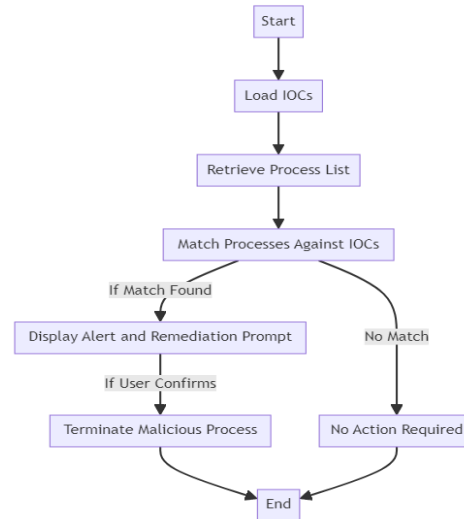 Start
Load IOCs
Retrieve Process List
Match Processes Against IOCs
If Match Found
No Match
Display Alert and Remediation Prompt
If User Confirms
Terminate Malicious Process
No Action Required
End